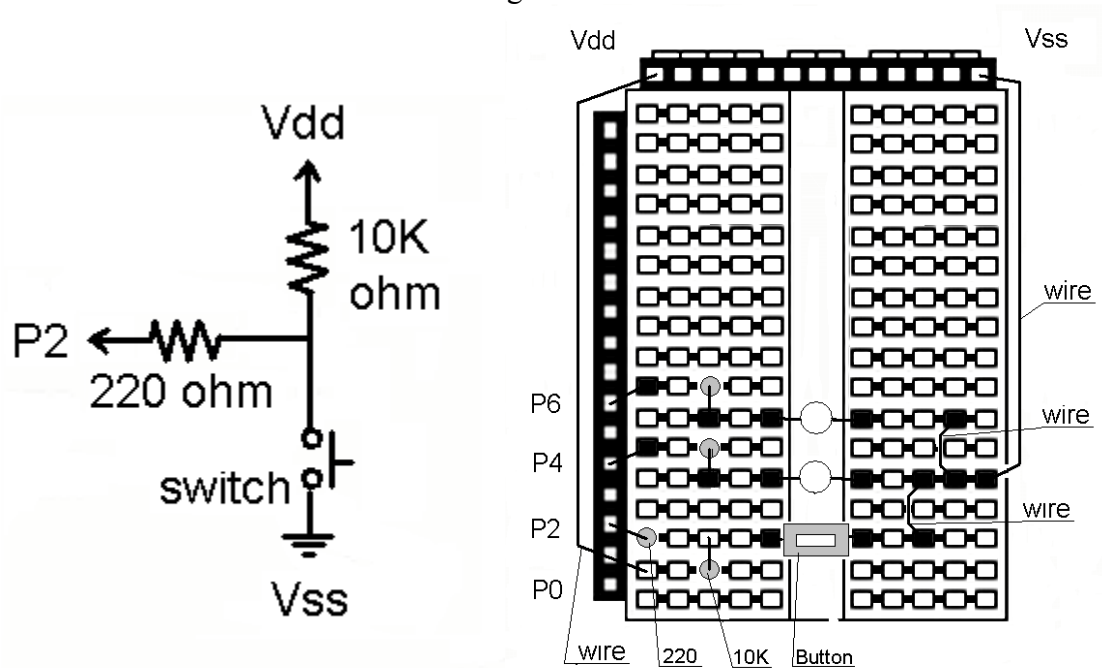 Vdd
10K
ohm
P2
220 ohm
switch
Vss
Vdd
Vss
wire
P6
wire
P4
wire
P2
P0
wire
220
10K
Button